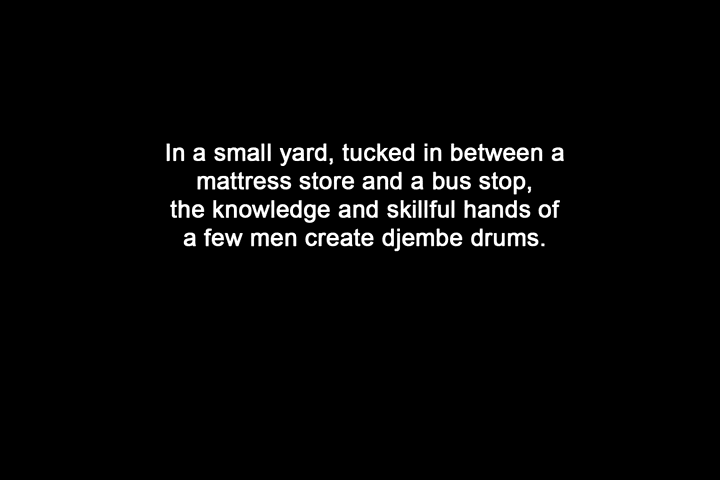 In a small yard, tucked in between a
mattress store and a bus stop,
the knowledge and skillful hands of
a few men create djembe drums.